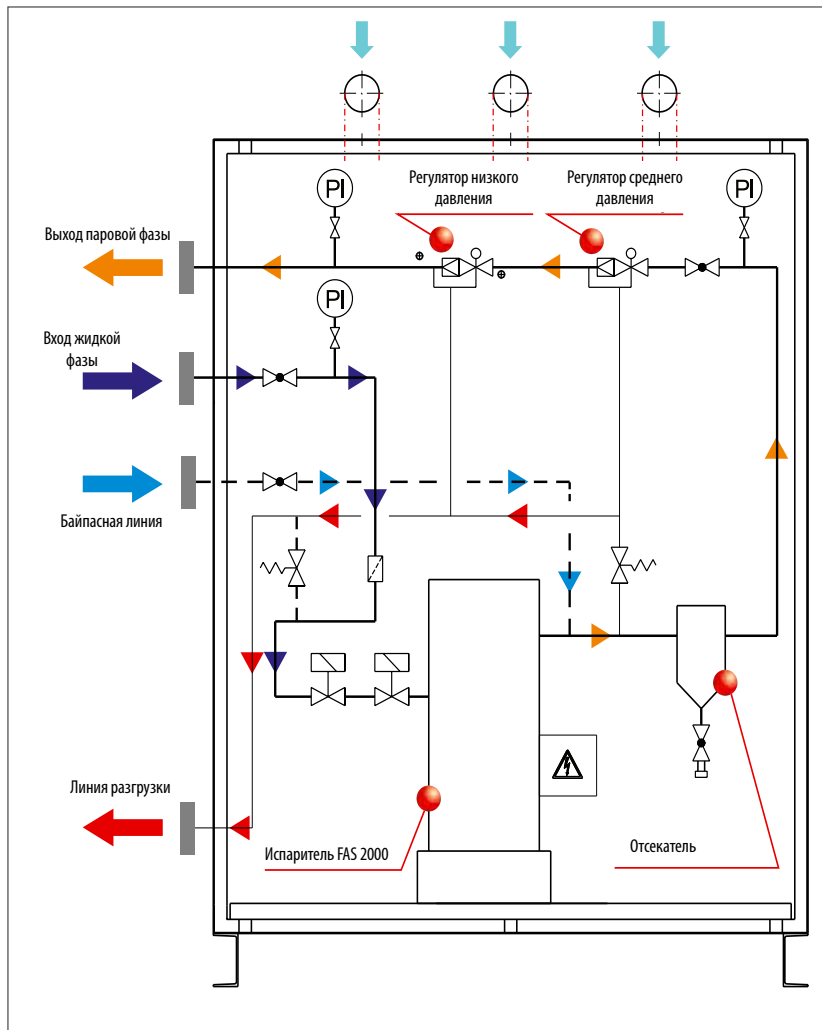 Регулятор низкого
давления
Регулятор среднего
давления
PI
PI
Выход паровой фазы
PI
Вход жидкой
фазы
Байпасная линия
Линия разгрузки
Испаритель FAS 2000
Отсекатель